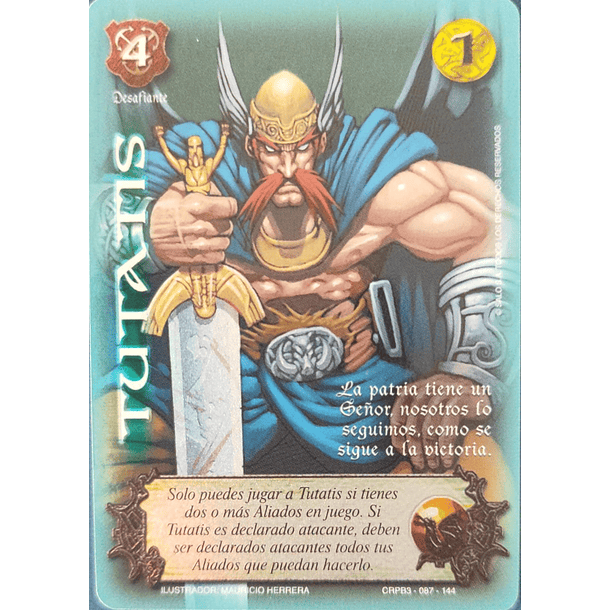 4
1
Desafiante
TUTATIS
La patria tiene un
Señor, nosotros lo
seguimos, como se
sigue a la victoria.
Solo puedes jugar a Tutatis si tienes
dos o más Aliados en juego. Si
Tutatis es declarado atacante, deben
ser declarados atacantes todos tus
Aliados que puedan hacerlo.
ILUSTRADOR: MAURICIO HERRERA
CRPB3 - 087 - 144